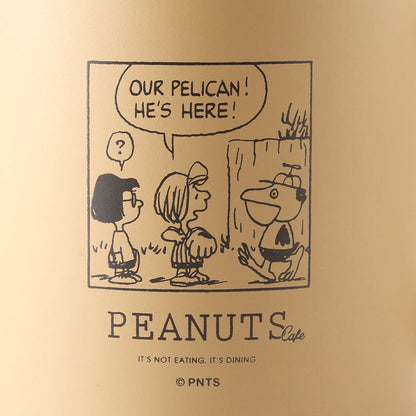 OUR PELICAN!
HE'S HERE!
?
PEANUTS Cafe
IT'S NOT EATING. IT'S DINING
© PNTS